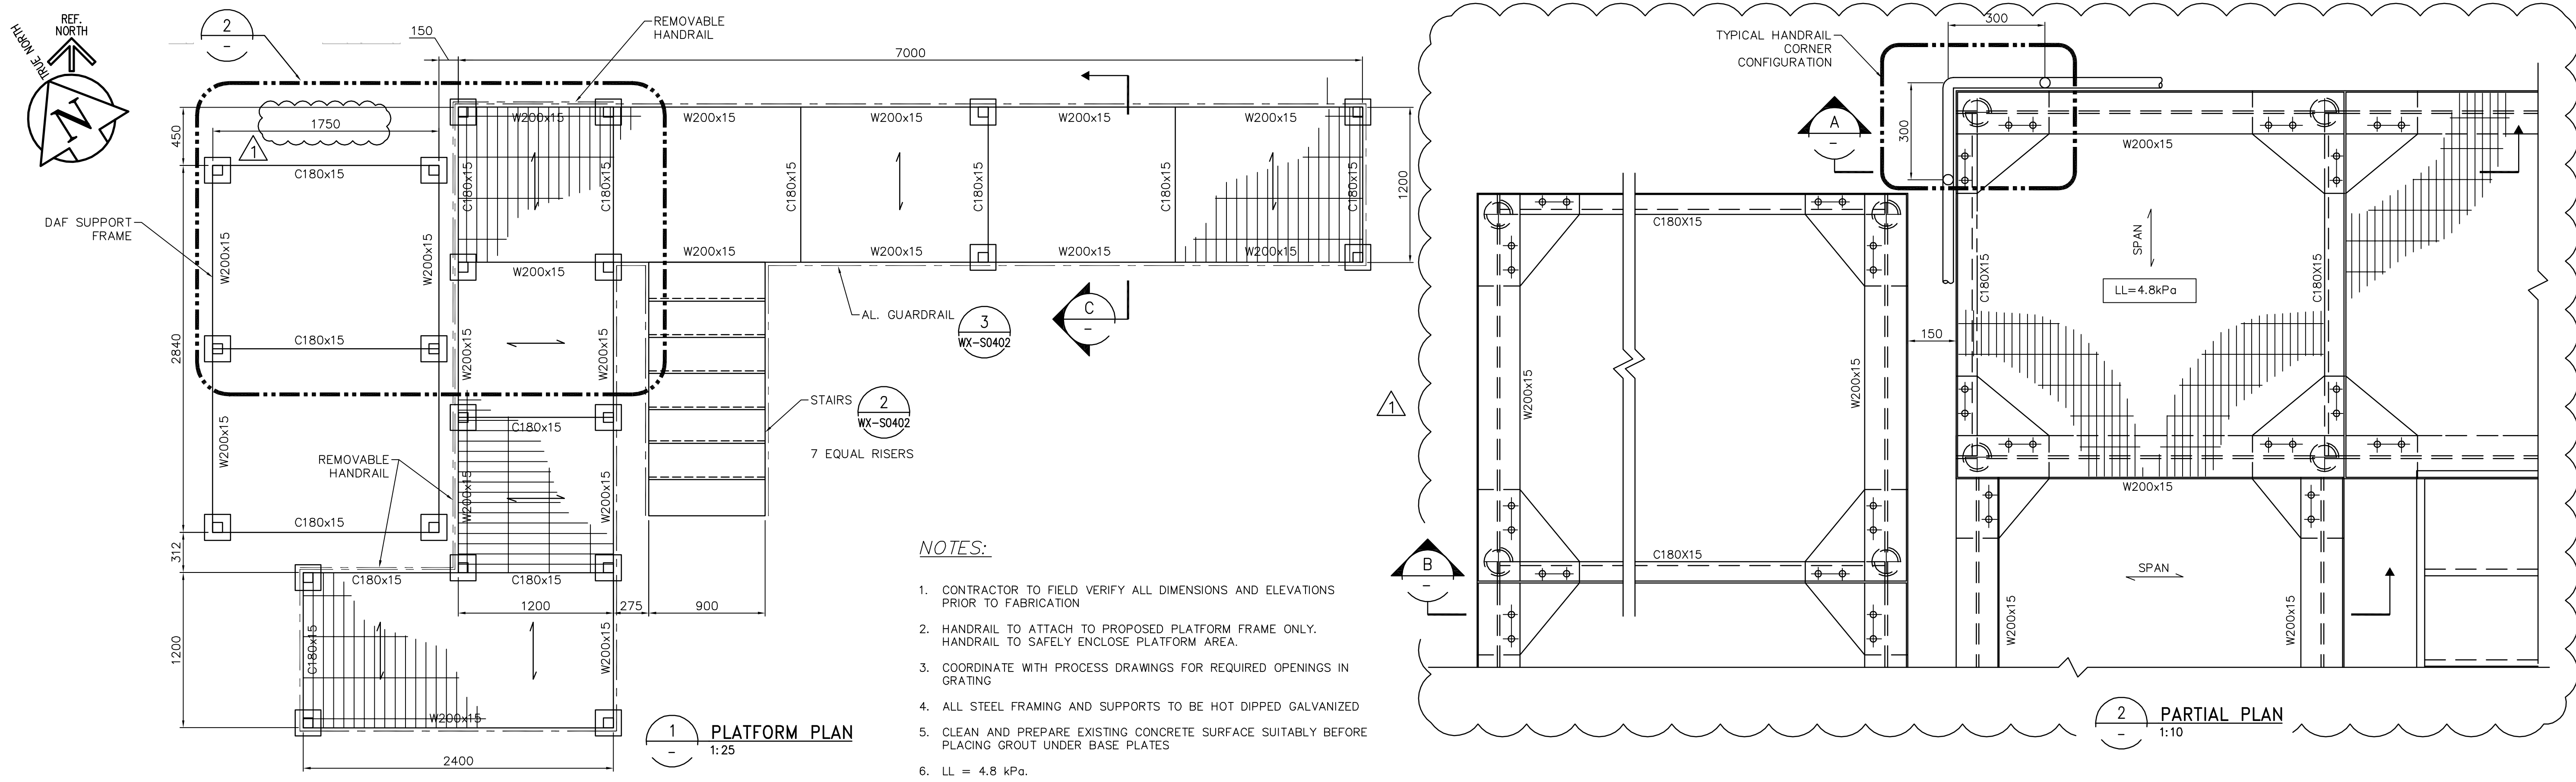 REF.
NORTH
TRUE NORTH
N
2
-
150
REMOVABLE
HANDRAIL
7000
450
1750
1
W200x15
W200x15
W200x15
W200x15
W200x15
C180x15
C180x15
C180x15
C180x15
C180x15
C180x15
1200
DAF SUPPORT
FRAME
W200x15
W200x15
2840
C180x15
W200x15
W200x15
W200x15
W200x15
W200x15
W200x15
W200x15
AL. GUARDRAIL
3
WX-S0402
C
-
STAIRS
2
WX-S0402
7 EQUAL RISERS
W200x15
C180x15
W200x15
W200x15
REMOVABLE
HANDRAIL
C180x15
312
C180x15
C180x15
1200
275
900
1200
C180x15
W200x15
W200x15
2400
1
-
PLATFORM PLAN
1:25
NOTES:
1. CONTRACTOR TO FIELD VERIFY ALL DIMENSIONS AND ELEVATIONS
PRIOR TO FABRICATION
2. HANDRAIL TO ATTACH TO PROPOSED PLATFORM FRAME ONLY.
HANDRAIL TO SAFELY ENCLOSE PLATFORM AREA.
3. COORDINATE WITH PROCESS DRAWINGS FOR REQUIRED OPENINGS IN
GRATING
4. ALL STEEL FRAMING AND SUPPORTS TO BE HOT DIPPED GALVANIZED
5. CLEAN AND PREPARE EXISTING CONCRETE SURFACE SUITABLY BEFORE
PLACING GROUT UNDER BASE PLATES
6. LL = 4.8 kPa.
TYPICAL HANDRAIL
CORNER
CONFIGURATION
300
300
A
-
W200x15
C180X15
SPAN
C180X15
C180X15
LL=4.8kPa
150
W200x15
W200x15
1
W200x15
C180X15
B
-
SPAN
W200x15
W200x15
2
-
PARTIAL PLAN
1:10